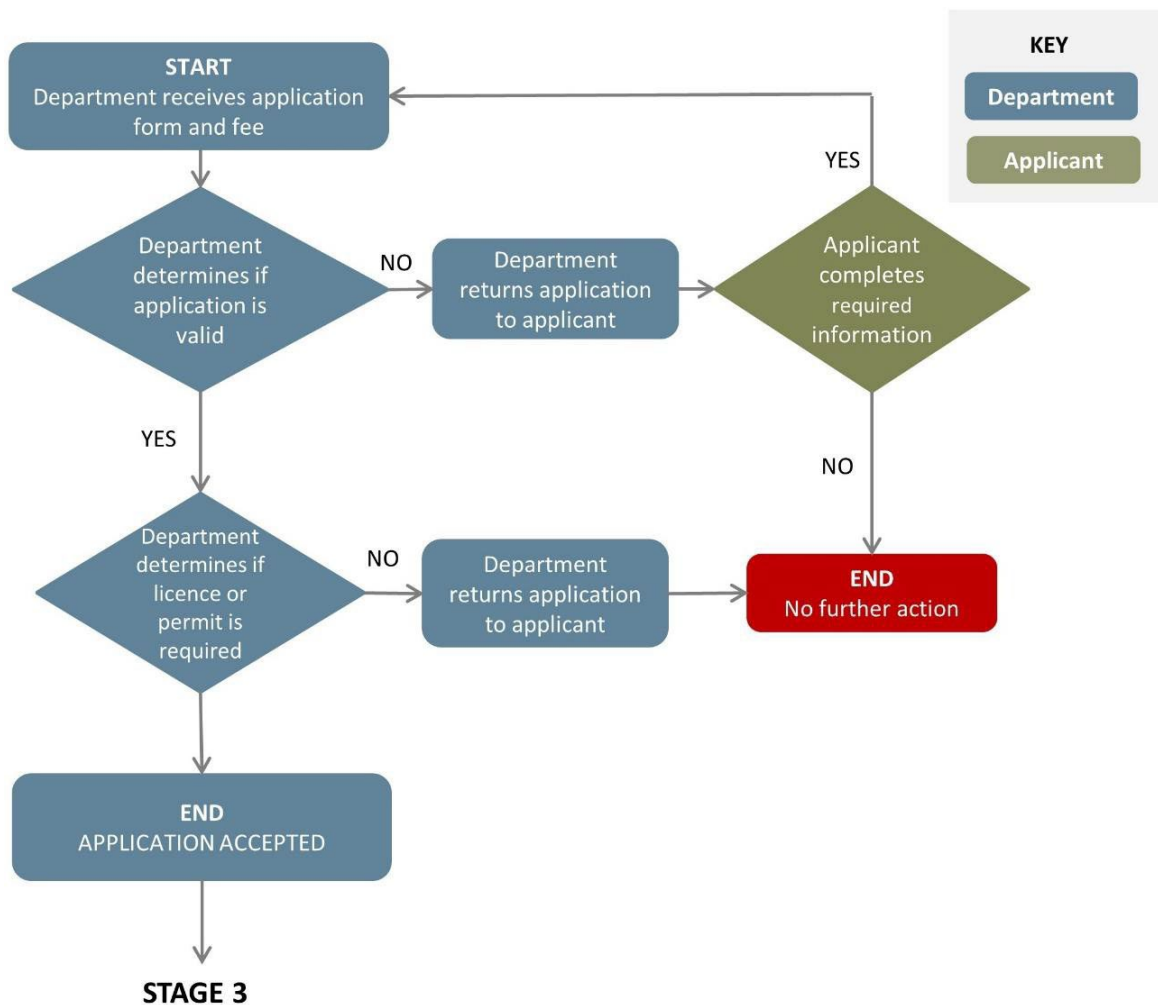 START
Department receives application
form and fee
KEY
Department
Applicant
YES
Department
determines if
application is
valid
NO
Department
returns application
to applicant
Applicant
completes
required
information
YES
NO
Department
determines if
licence or
permit is
required
NO
Department
returns application
to applicant
END
No further action
END
APPLICATION ACCEPTED
STAGE 3